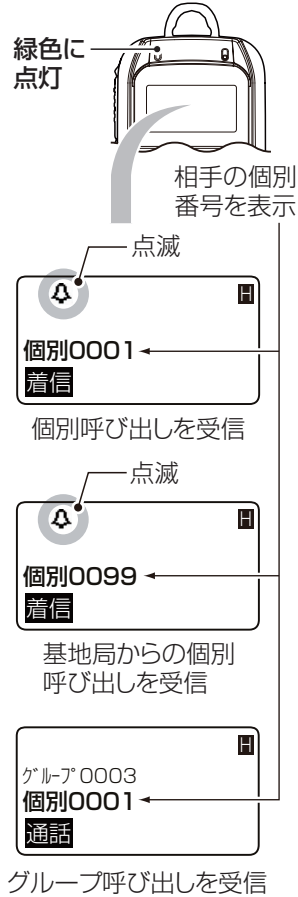 緑色に
点灯
相手の個別
番号を表示
点滅
H
個別0001
着信
個別呼び出しを受信
点滅
H
個別0099
着信
基地局からの個別
呼び出しを受信
H
ｸﾞﾙｰﾌﾟ0003
個別0001
通話
グループ呼び出しを受信